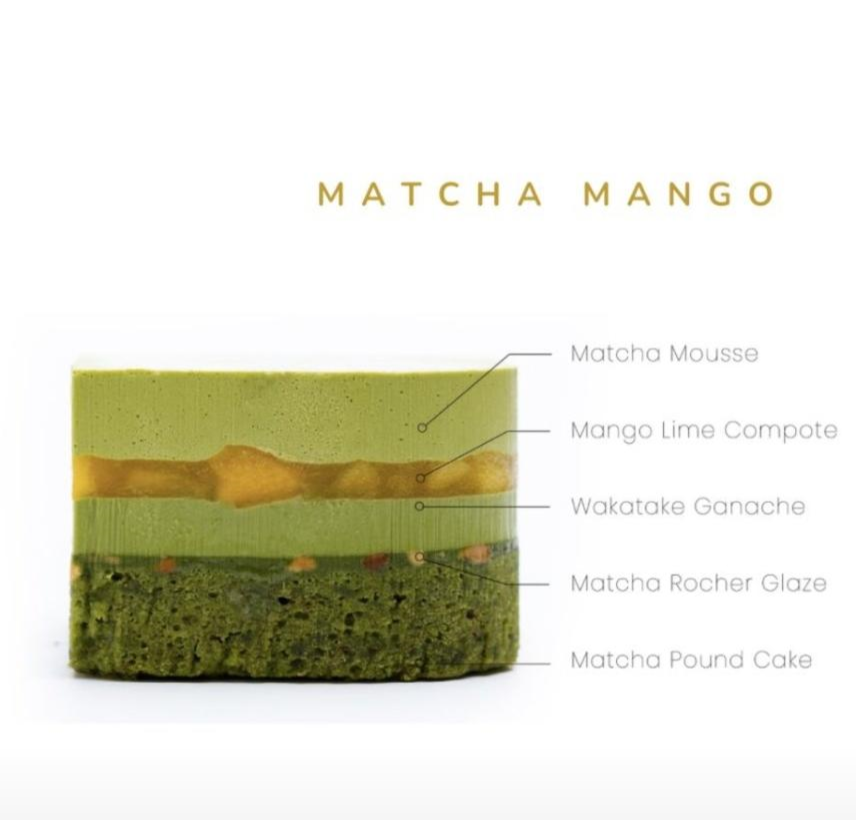 MATCHA MANGO
Matcha Mousse
Mango Lime Compote
Wakatake Ganache
Matcha Rocher Glaze
Matcha Pound Cake